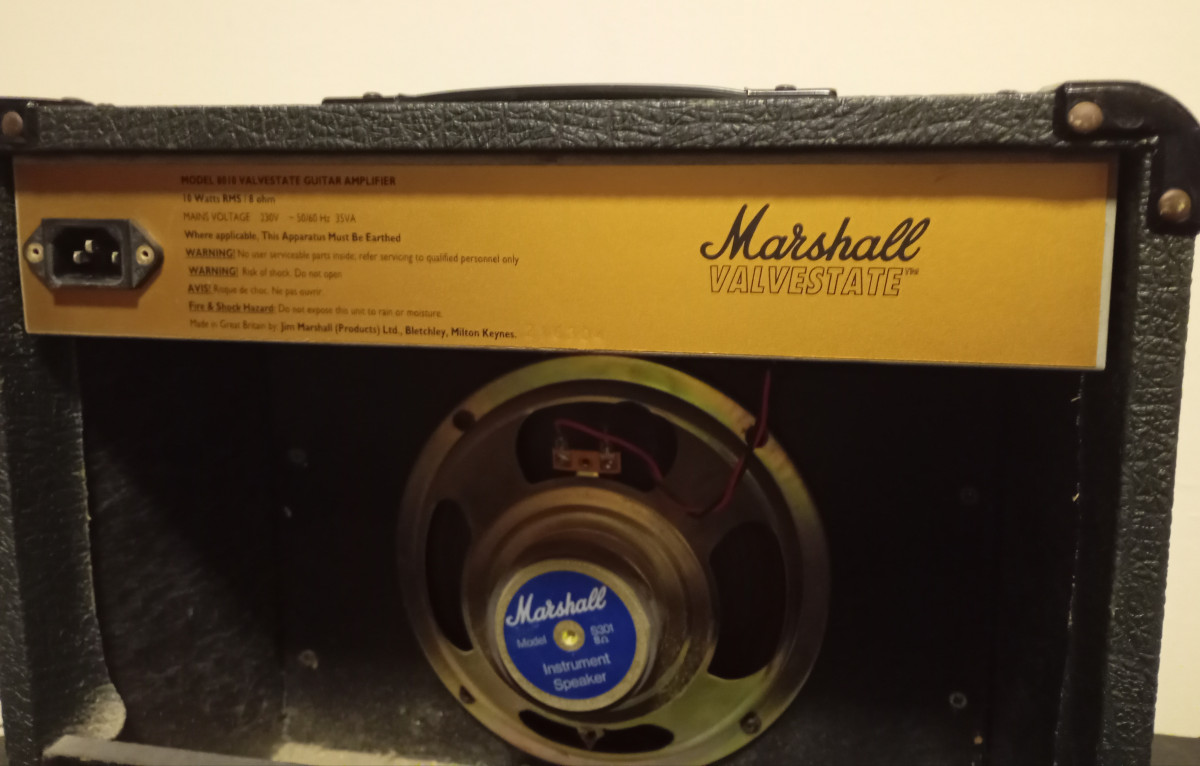 MODEL 8010 VALVESTATE GUITAR AMPLIFIER
10 Watts RMS / 8 ohm
MAINS VOLTAGE 230V ~ 50/60 Hz 35VA
Where applicable, This Apparatus Must Be Earthed
WARNING! No user serviceable parts inside, refer servicing to qualified personnel only
WARNING! Risk of shock. Do not open
AVIS! Risque de choc. Ne pas ouvrir.
Fire & Shock Hazard: Do not expose this unit to rain or moisture.
Made in Great Britain by: Jim Marshall (Products) Ltd., Bletchley, Milton Keynes.
Marshall
VALVESTATE™
Marshall
Model S301
8Ω
Instrument
Speaker